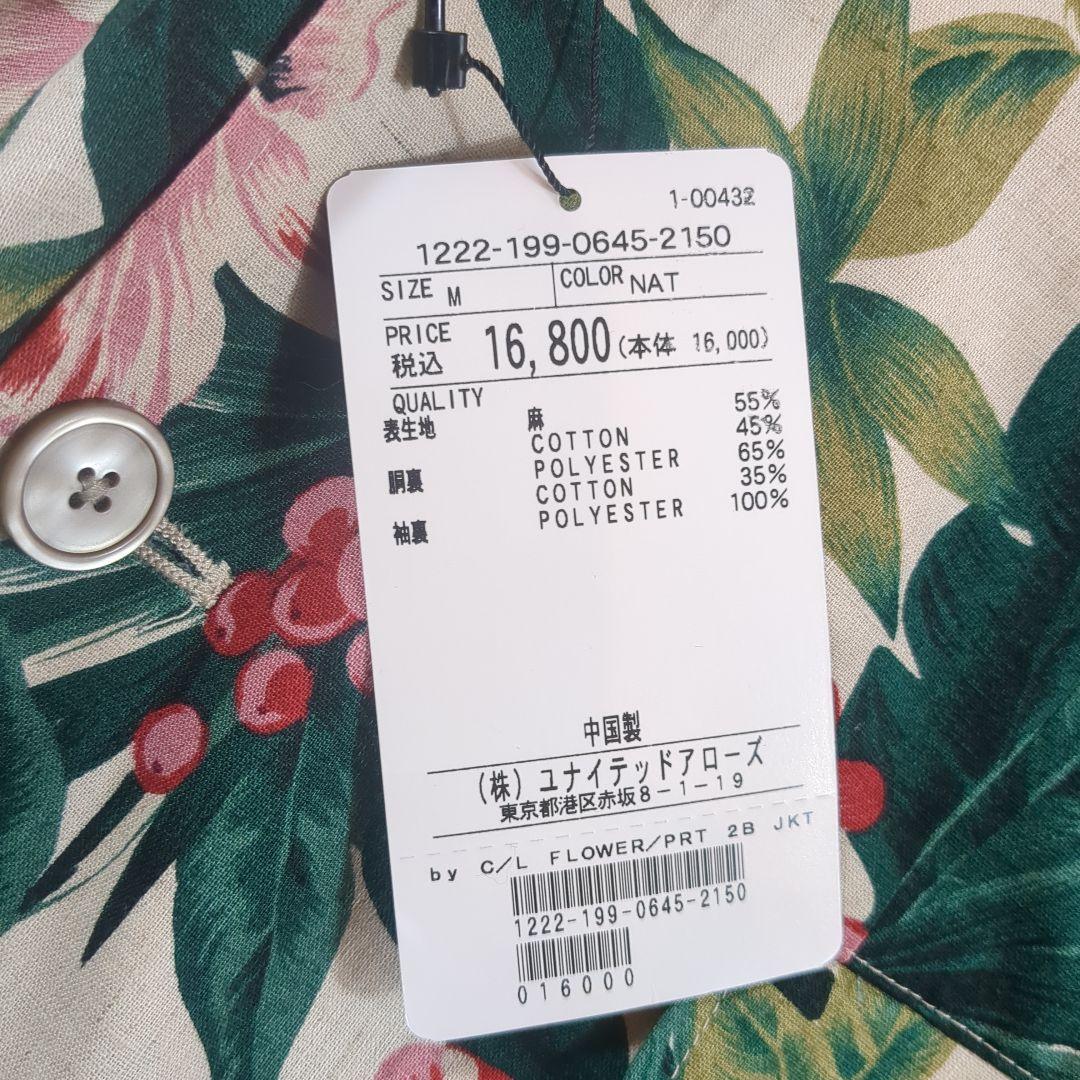 1-00432
1222-199-0645-2150
SIZE M COLOR NAT
PRICE
税込 16,800 (本体 16,000)
QUALITY
表生地 麻 55%
COTTON 45%
胴裏 POLYESTER 65%
COTTON 35%
袖裏 POLYESTER 100%
中国製
(株) ユナイテッドアローズ
東京都港区赤坂8-1-19
by C/L FLOWER/PRT 2B JKT
1222-199-0645-2150
016000